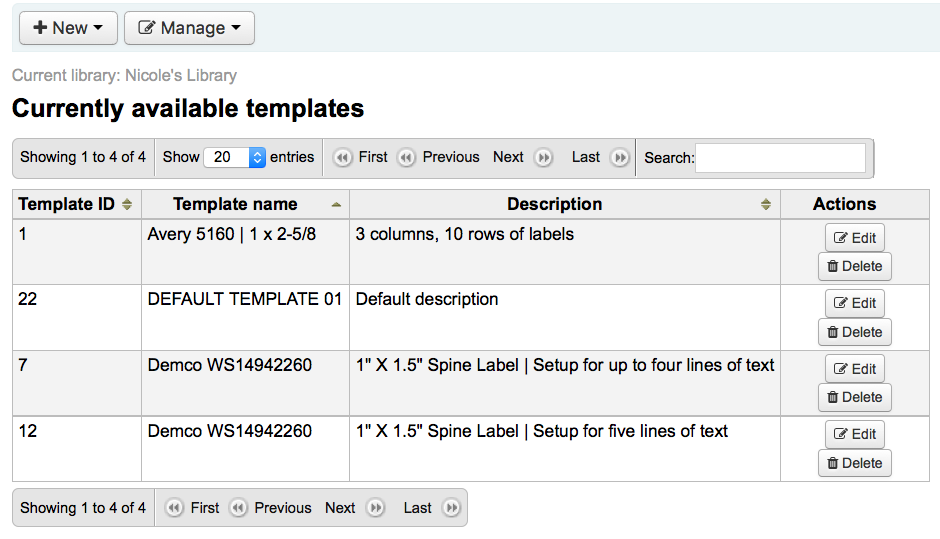 New Manage
Current library: Nicole's Library
Currently available templates
Showing 1 to 4 of 4 Show 20 entries First Previous Next Last Search:
Template ID Template name Description Actions
1 Avery 5160 | 1 x 2-5/8 3 columns, 10 rows of labels Edit
Delete
22 DEFAULT TEMPLATE 01 Default description Edit
Delete
7 Demco WS14942260 1" X 1.5" Spine Label | Setup for up to four lines of text Edit
Delete
12 Demco WS14942260 1" X 1.5" Spine Label | Setup for five lines of text Edit
Delete
Showing 1 to 4 of 4 First Previous Next Last